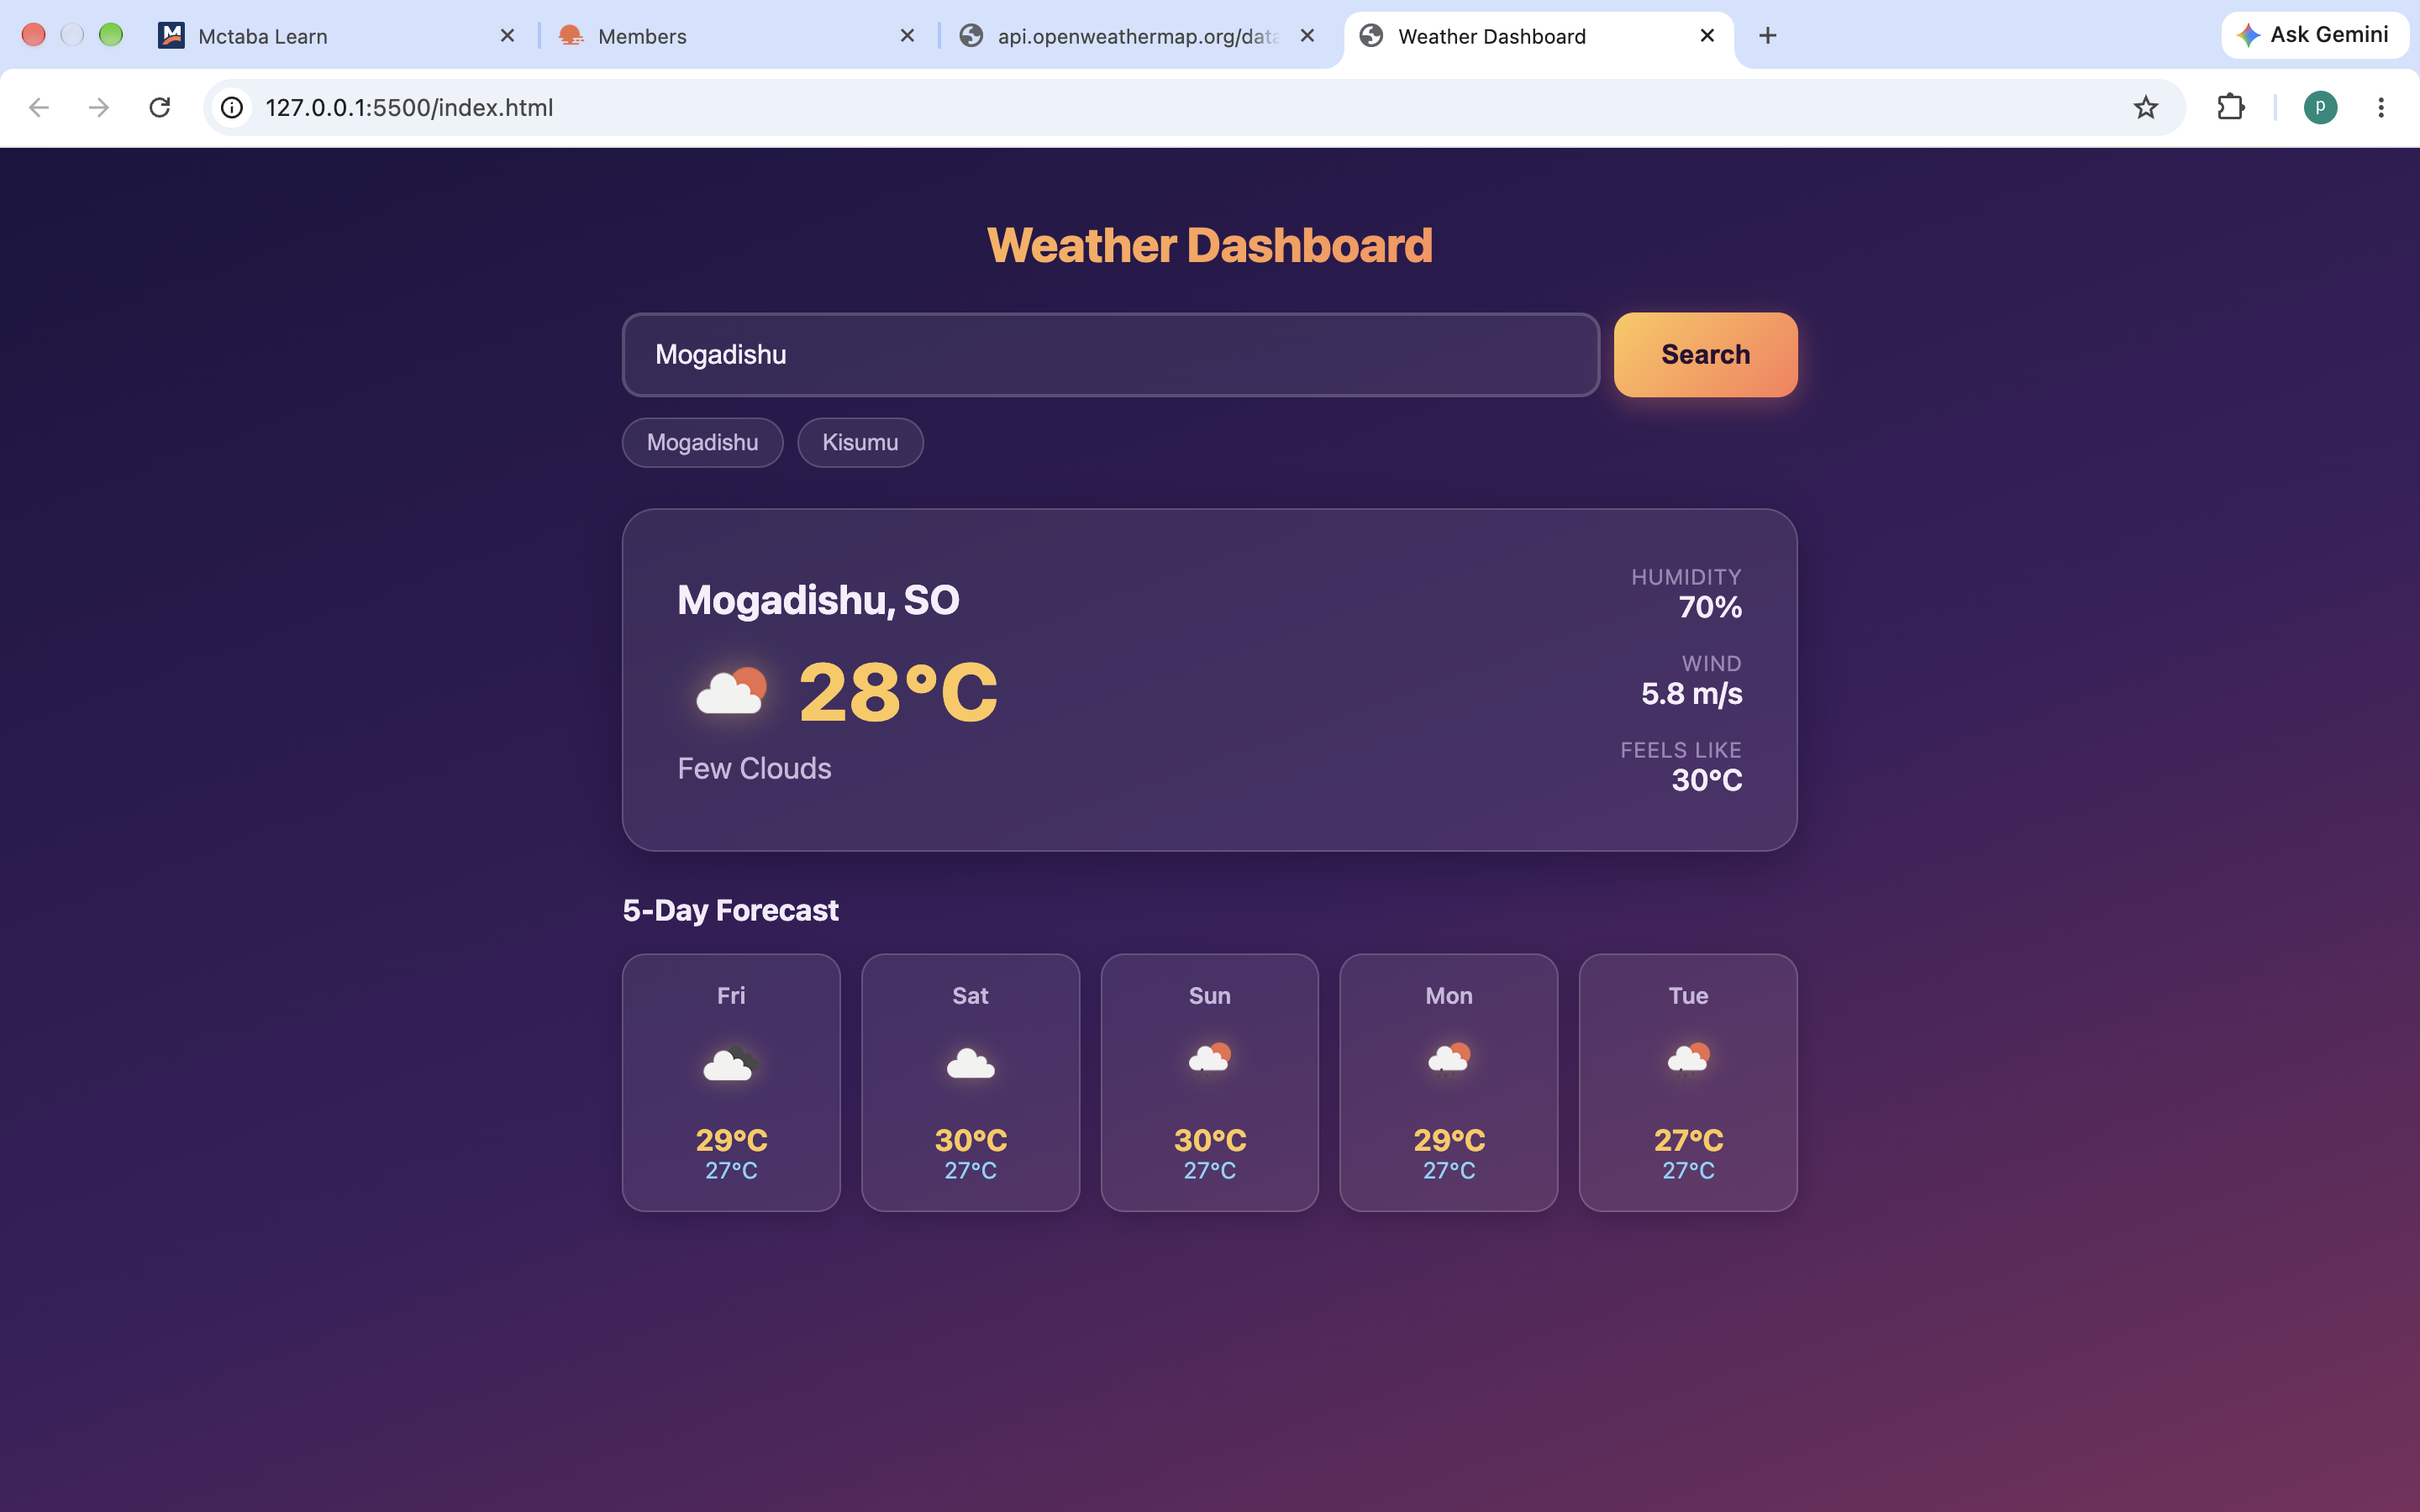 Mctaba Learn
Members
api.openweathermap.org/data
Weather Dashboard
Ask Gemini
127.0.0.1:5500/index.html
p
Weather Dashboard
Mogadishu
Search
Mogadishu
Kisumu
Mogadishu, SO
28°C
Few Clouds
HUMIDITY
70%
WIND
5.8 m/s
FEELS LIKE
30°C
5-Day Forecast
Fri
29°C
27°C
Sat
30°C
27°C
Sun
30°C
27°C
Mon
29°C
27°C
Tue
27°C
27°C